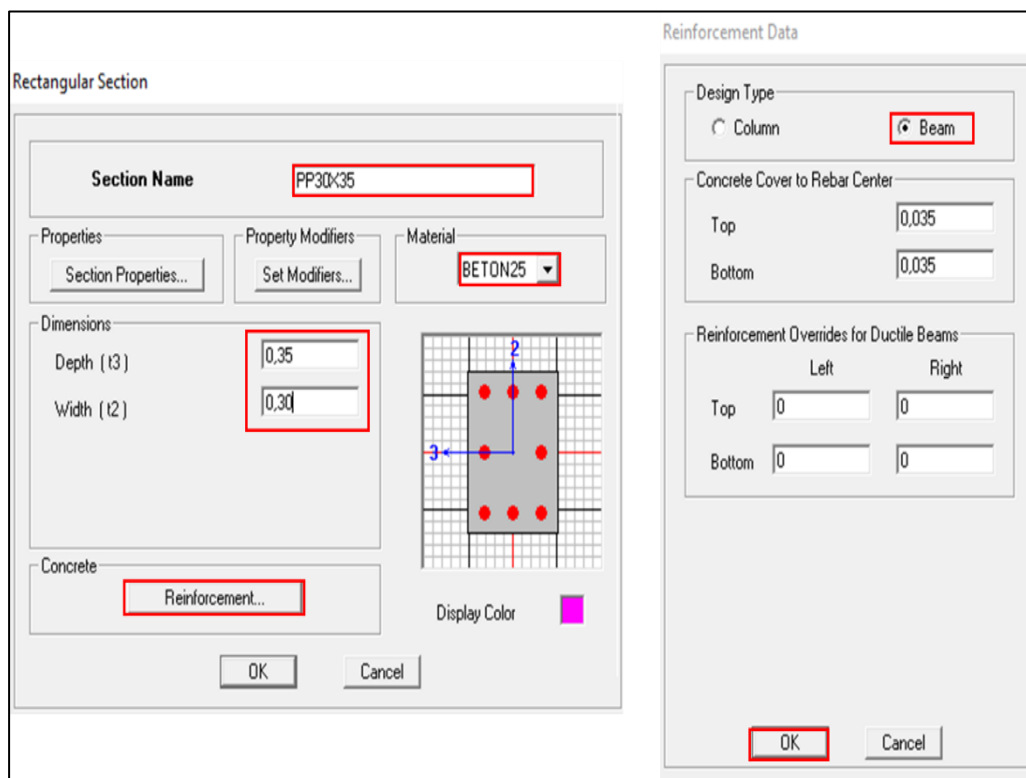 Rectangular Section
Section Name PP30X35
Properties
Section Properties...
Property Modifiers
Set Modifiers...
Material
BETON25
Dimensions
Depth ( t3 ) 0,35
Width ( t2 ) 0,30
2
3
Concrete
Reinforcement...
Display Color
OK Cancel
Reinforcement Data
Design Type
Column Beam
Concrete Cover to Rebar Center
Top 0,035
Bottom 0,035
Reinforcement Overrides for Ductile Beams
Left Right
Top 0 0
Bottom 0 0
OK Cancel